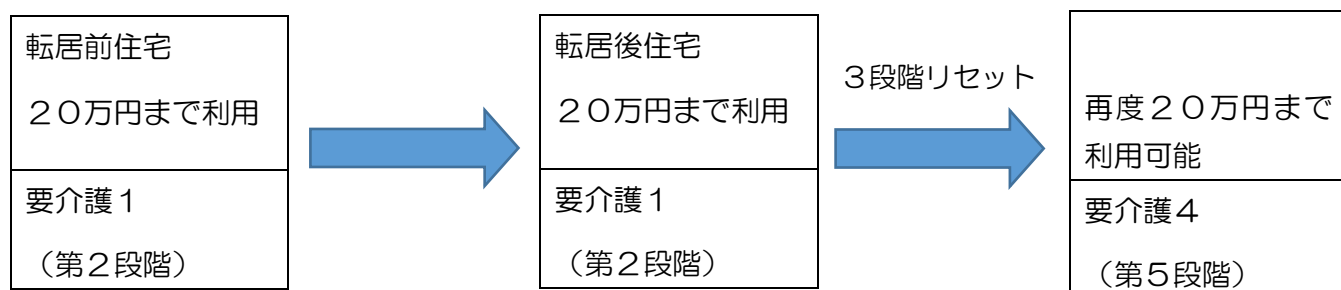 転居前住宅
２０万円まで利用
要介護１
（第２段階）
転居後住宅
２０万円まで利用
要介護１
（第２段階）
３段階リセット
再度２０万円まで
利用可能
要介護４
（第５段階）